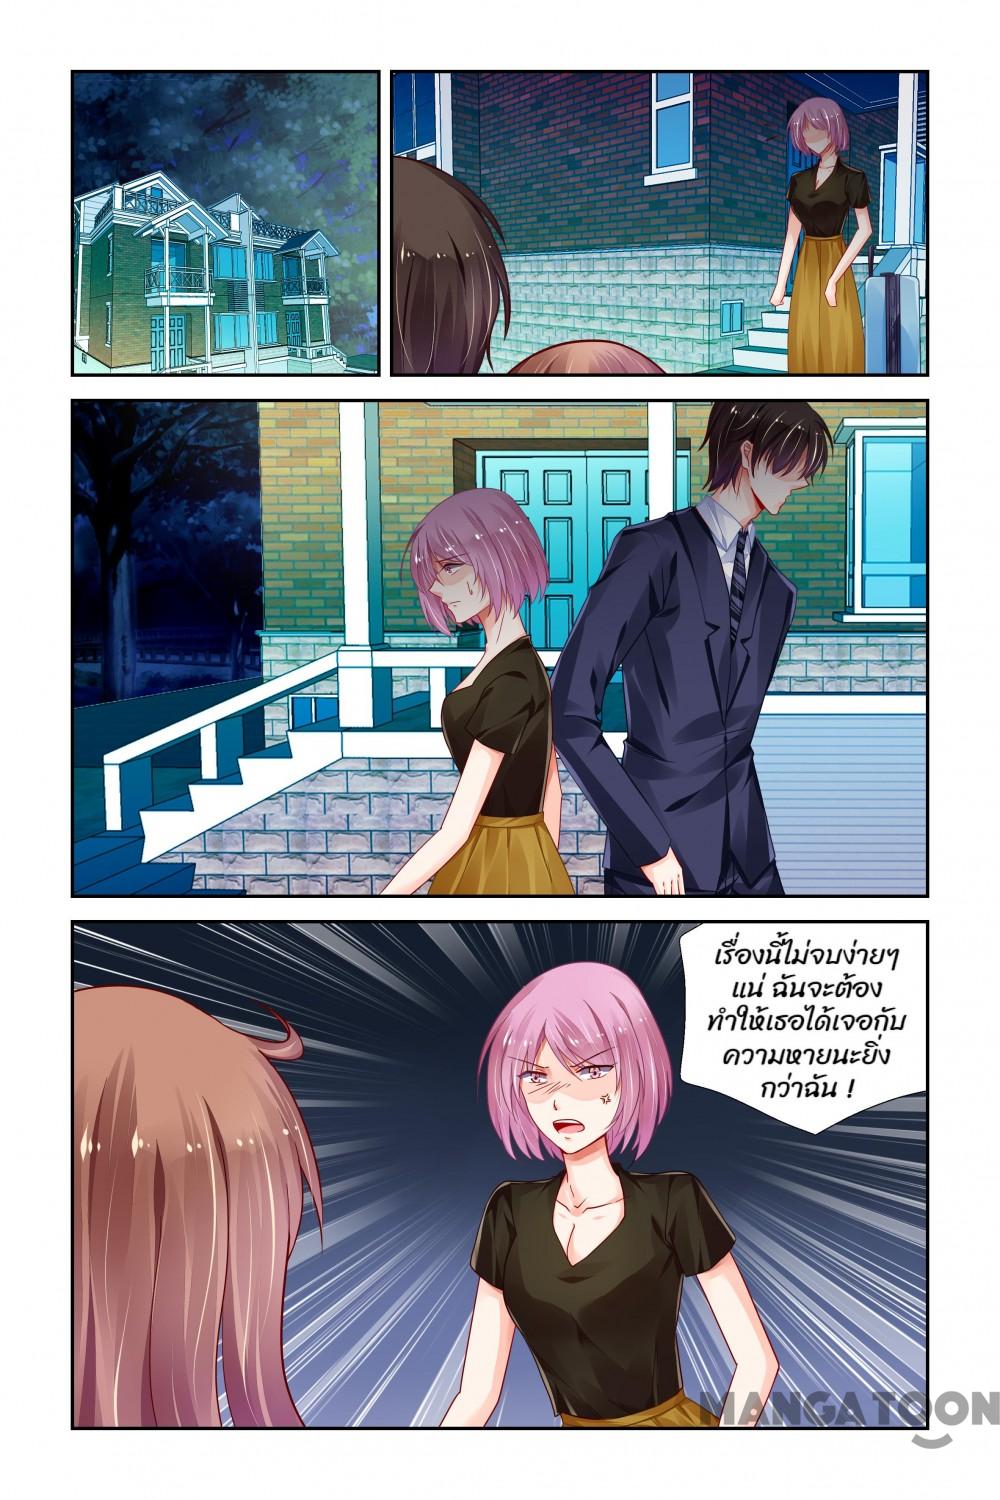 เรื่องนี้ไม่จบง่ายๆ
แน่ ฉันจะต้อง
ทำให้เธอได้เจอกับ
ความหายนะยิ่ง
กว่าฉัน !
MANGATOON